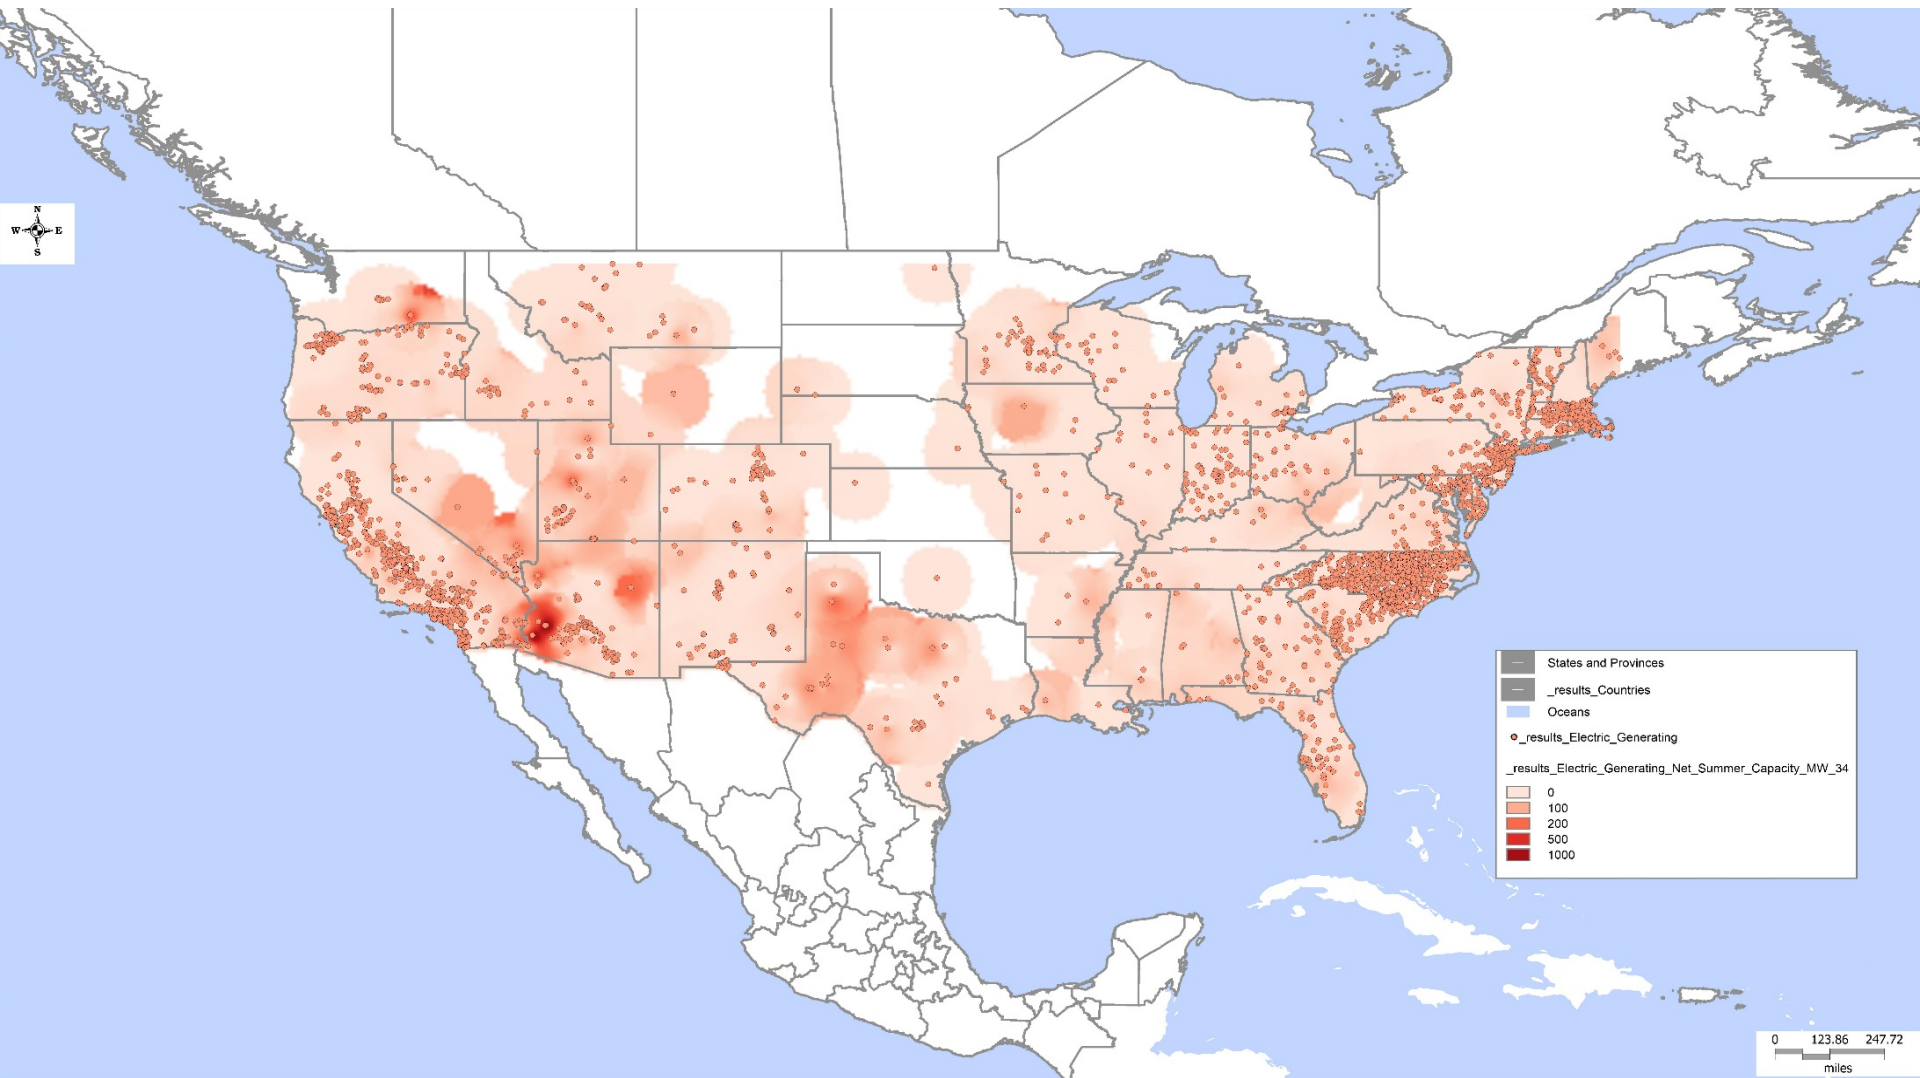 N
W E
S
States and Provinces
_results_Countries
Oceans
_results_Electric_Generating
_results_Electric_Generating_Net_Summer_Capacity_MW_34
0
100
200
500
1000
0 123.86 247.72
miles